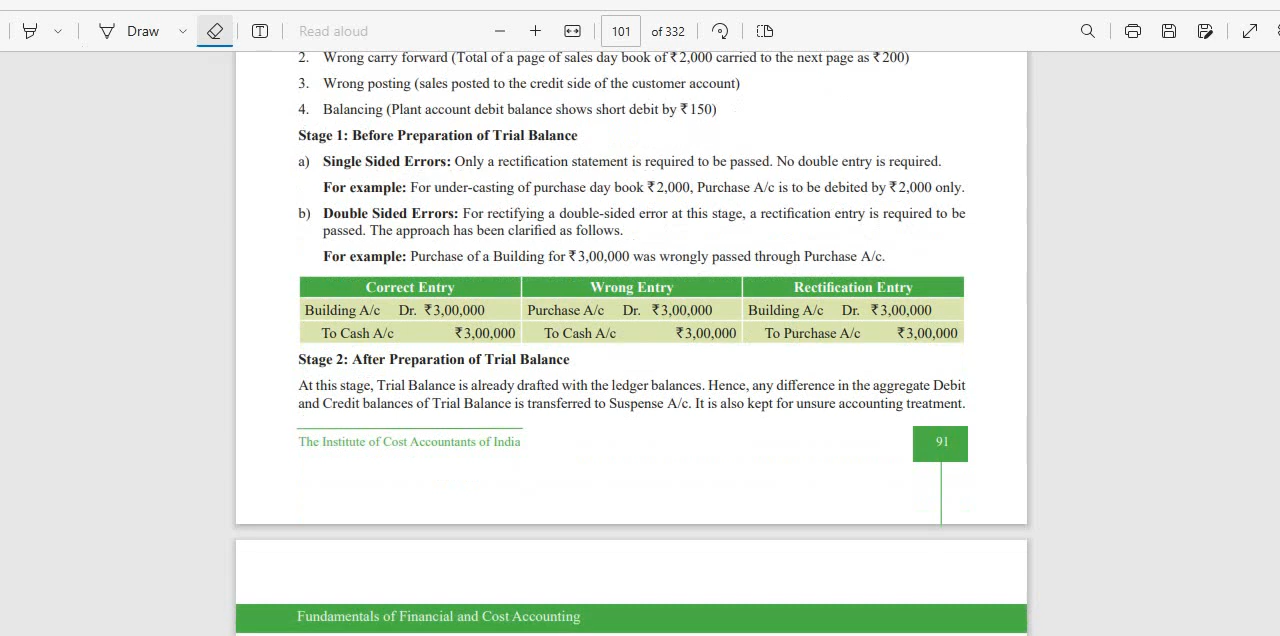 Draw
Read aloud
101 of 332
2. Wrong carry forward (Total of a page of sales day book of ₹2,000 carried to the next page as ₹200)
3. Wrong posting (sales posted to the credit side of the customer account)
4. Balancing (Plant account debit balance shows short debit by ₹150)
Stage 1: Before Preparation of Trial Balance
a) Single Sided Errors: Only a rectification statement is required to be passed. No double entry is required.
For example: For under-casting of purchase day book ₹2,000, Purchase A/c is to be debited by ₹2,000 only.
b) Double Sided Errors: For rectifying a double-sided error at this stage, a rectification entry is required to be
passed. The approach has been clarified as follows.
For example: Purchase of a Building for ₹3,00,000 was wrongly passed through Purchase A/c.
Correct Entry Wrong Entry Rectification Entry
Building A/c Dr. ₹3,00,000 Purchase A/c Dr. ₹3,00,000 Building A/c Dr. ₹3,00,000
To Cash A/c ₹3,00,000 To Cash A/c ₹3,00,000 To Purchase A/c ₹3,00,000
Stage 2: After Preparation of Trial Balance
At this stage, Trial Balance is already drafted with the ledger balances. Hence, any difference in the aggregate Debit
and Credit balances of Trial Balance is transferred to Suspense A/c. It is also kept for unsure accounting treatment.
The Institute of Cost Accountants of India
91
Fundamentals of Financial and Cost Accounting